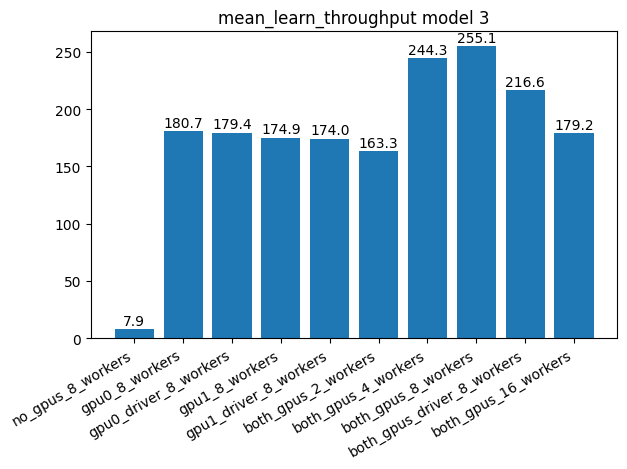 mean_learn_throughput model 3
250
200
150
100
50
0
7.9
180.7
179.4
174.9
174.0
163.3
244.3
255.1
216.6
179.2
no_gpus_8_workers
gpu0_8_workers
gpu0_driver_8_workers
gpu1_8_workers
gpu1_driver_8_workers
both_gpus_2_workers
both_gpus_4_workers
both_gpus_8_workers
both_gpus_driver_8_workers
both_gpus_16_workers